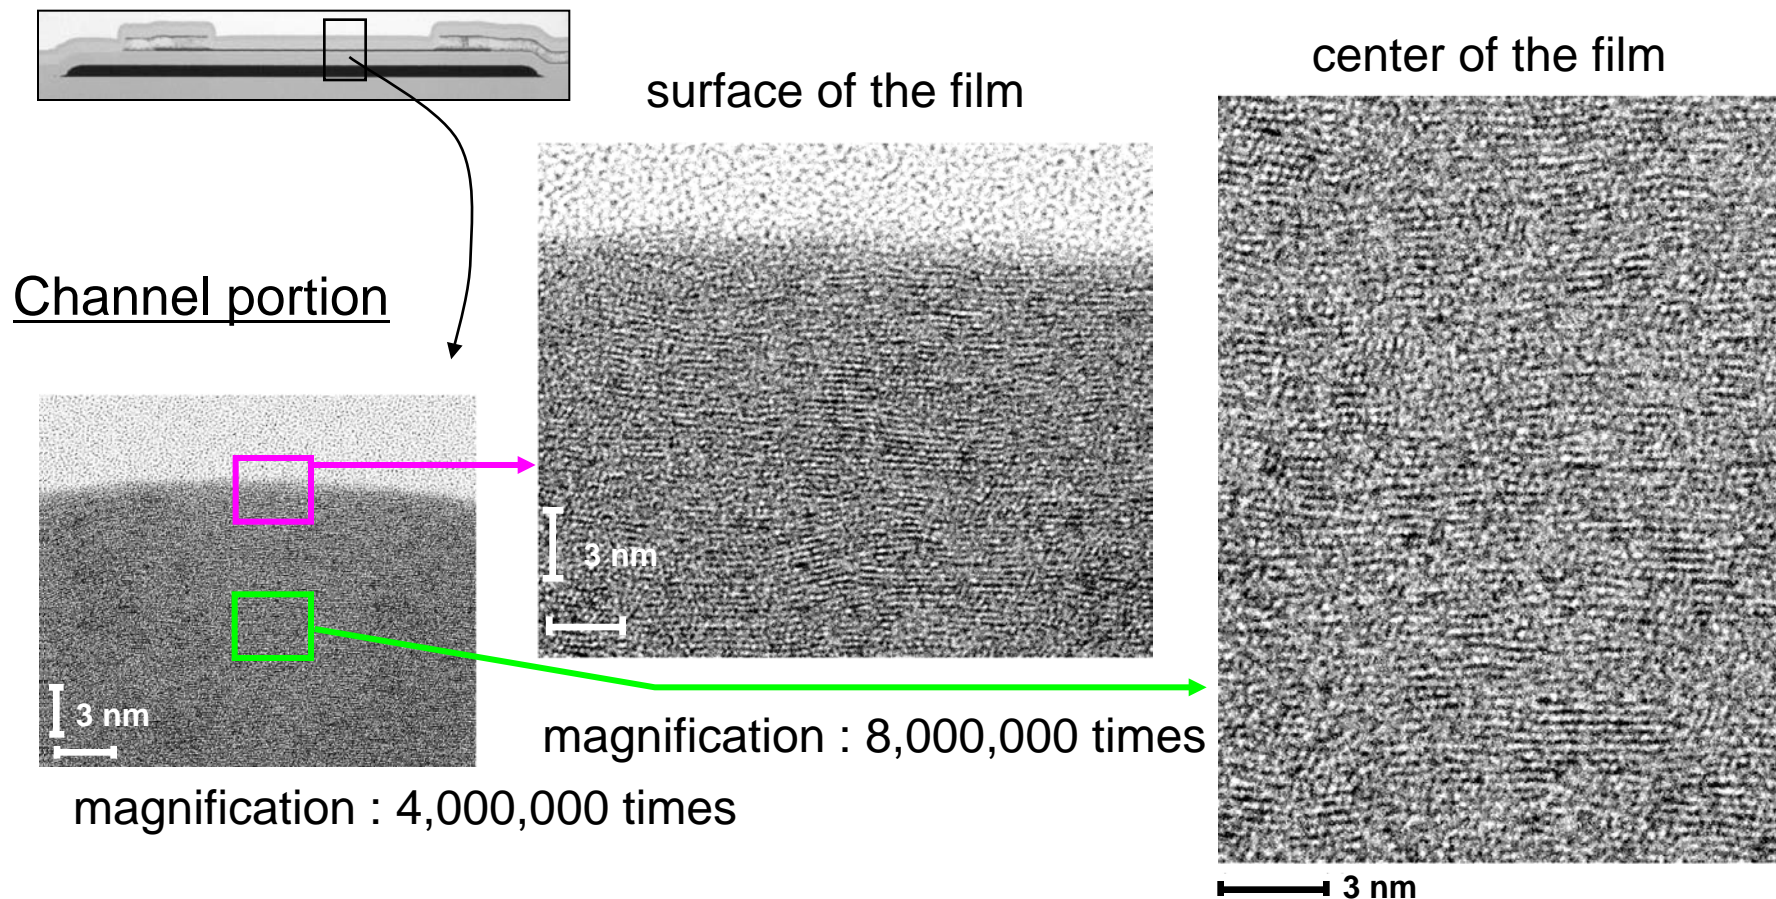 center of the film
surface of the film
Channel portion
3 nm
3 nm
magnification : 8,000,000 times
magnification : 4,000,000 times
3 nm